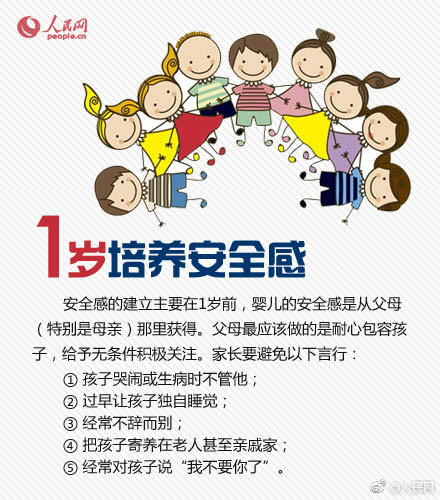 人民网
people.cn
1岁培养安全感
安全感的建立主要在1岁前，婴儿的安全感是从父母
（特别是母亲）那里获得。父母最应该做的是耐心包容孩
子，给予无条件积极关注。家长要避免以下言行：
① 孩子哭闹或生病时不管他；
② 过早让孩子独自睡觉；
③ 经常不辞而别；
④ 把孩子寄养在老人甚至亲戚家；
⑤ 经常对孩子说“我不要你了”。
@人民网